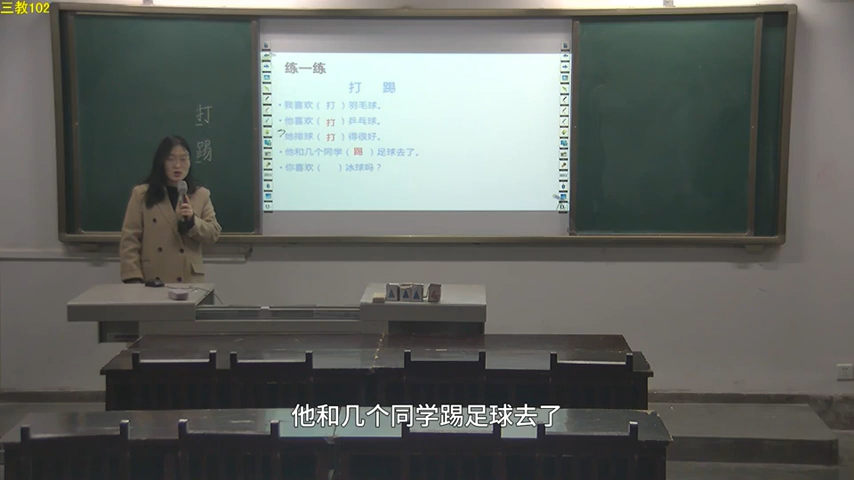 三教102
练一练
打 踢
•我喜欢（ 打 ）羽毛球。
•他喜欢（ 打 ）乒乓球。
•她排球（ 打 ）得很好。
•他和几个同学（ 踢 ）足球去了。
•你喜欢（ ）冰球吗？
打
踢
他和几个同学踢足球去了